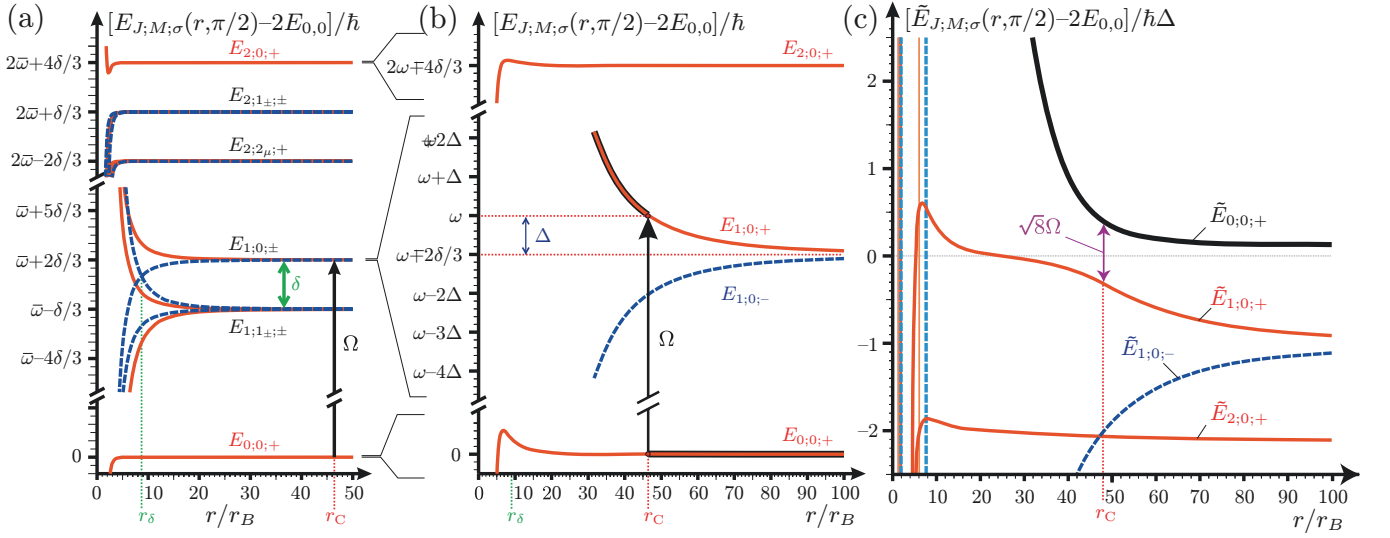 (a)
[E_{J;M;σ}(r,π/2)−2E_{0,0}]/ħ
2ω̅+4δ/3
2ω̅+δ/3
2ω̅−2δ/3
ω̅+5δ/3
ω̅+2δ/3
ω̅−δ/3
ω̅−4δ/3
0
E_{2;0;+}
E_{2;1±;±}
E_{2;2μ;+}
E_{1;0;±}
δ
E_{1;1±;±}
Ω
E_{0;0;+}
0 10 20 30 40 50
r_δ
r_C
r/r_B
(b)
[E_{J;M;σ}(r,π/2)−2E_{0,0}]/ħ
2ω∓4δ/3
ω+2Δ
ω+Δ
ω
ω∓2δ/3
ω−2Δ
ω−3Δ
ω−4Δ
0
E_{2;0;+}
Δ
E_{1;0;+}
E_{1;0;−}
Ω
E_{0;0;+}
0 10 20 30 40 50 60 70 80 90 100
r_δ
r_C
r/r_B
(c)
[Ẽ_{J;M;σ}(r,π/2)−2E_{0,0}]/ħΔ
2
1
0
−1
−2
√8Ω
Ẽ_{0;0;+}
Ẽ_{1;0;+}
Ẽ_{1;0;−}
Ẽ_{2;0;+}
0 10 20 30 40 50 60 70 80 90 100
r_C
r/r_B